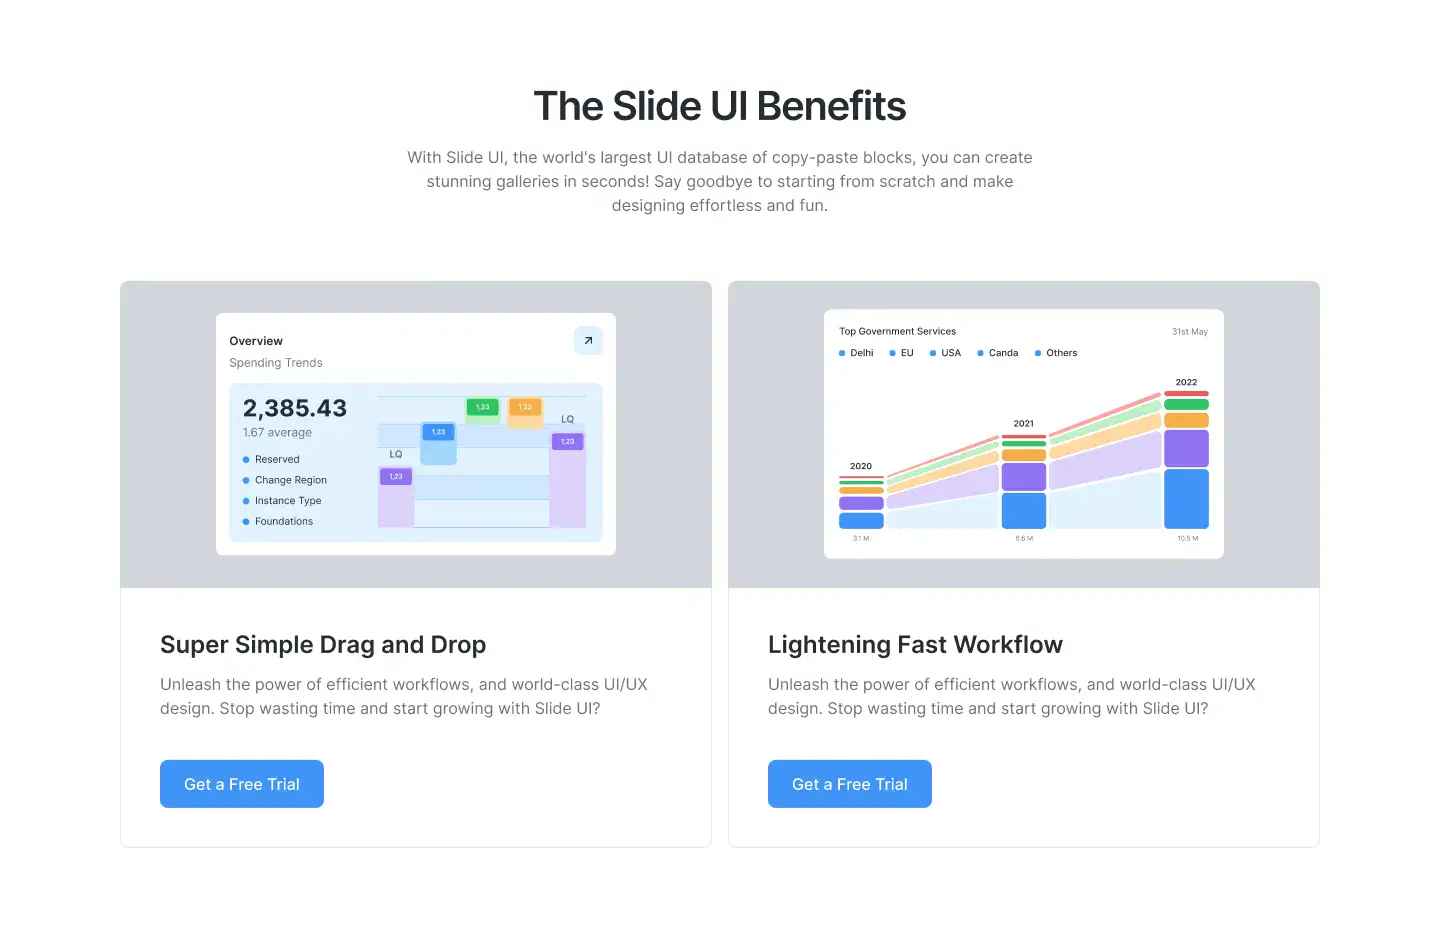 The Slide UI Benefits
With Slide UI, the world's largest UI database of copy-paste blocks, you can create
stunning galleries in seconds! Say goodbye to starting from scratch and make
designing effortless and fun.
Overview
Spending Trends
2,385.43
1.67 average
Reserved
Change Region
Instance Type
Foundations
LQ
1,23
1,23
1,23
1,23
LQ
1,23
Super Simple Drag and Drop
Unleash the power of efficient workflows, and world-class UI/UX
design. Stop wasting time and start growing with Slide UI?
Get a Free Trial
Top Government Services
31st May
Delhi EU USA Canda Others
2020
2021
2022
3.1 M
6.6 M
10.5 M
Lightening Fast Workflow
Unleash the power of efficient workflows, and world-class UI/UX
design. Stop wasting time and start growing with Slide UI?
Get a Free Trial